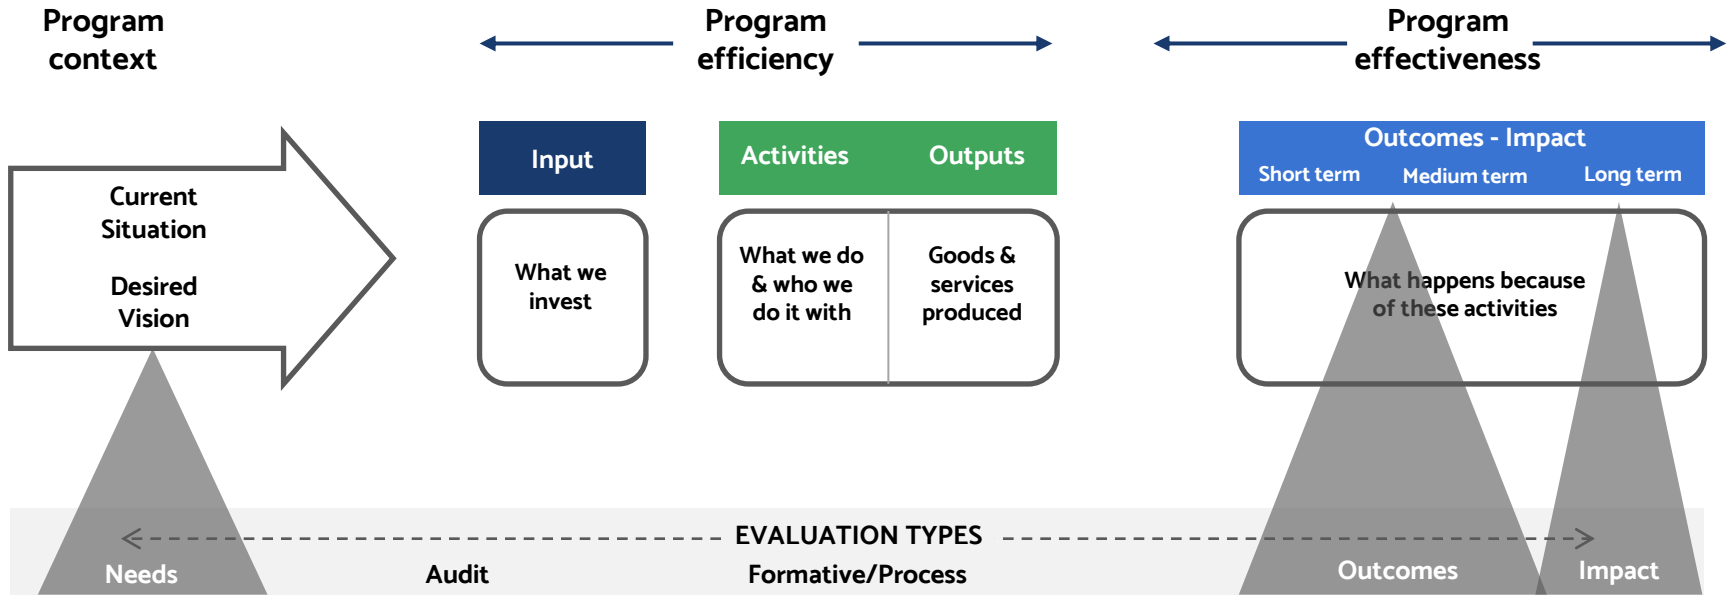 Program
context
Program
efficiency
Program
effectiveness
Current
Situation
Desired
Vision
Input
What we
invest
Activities
Outputs
What we do
& who we
do it with
Goods &
services
produced
Outcomes - Impact
Short term
Medium term
Long term
What happens because
of these activities
EVALUATION TYPES
Needs
Audit
Formative/Process
Outcomes
Impact